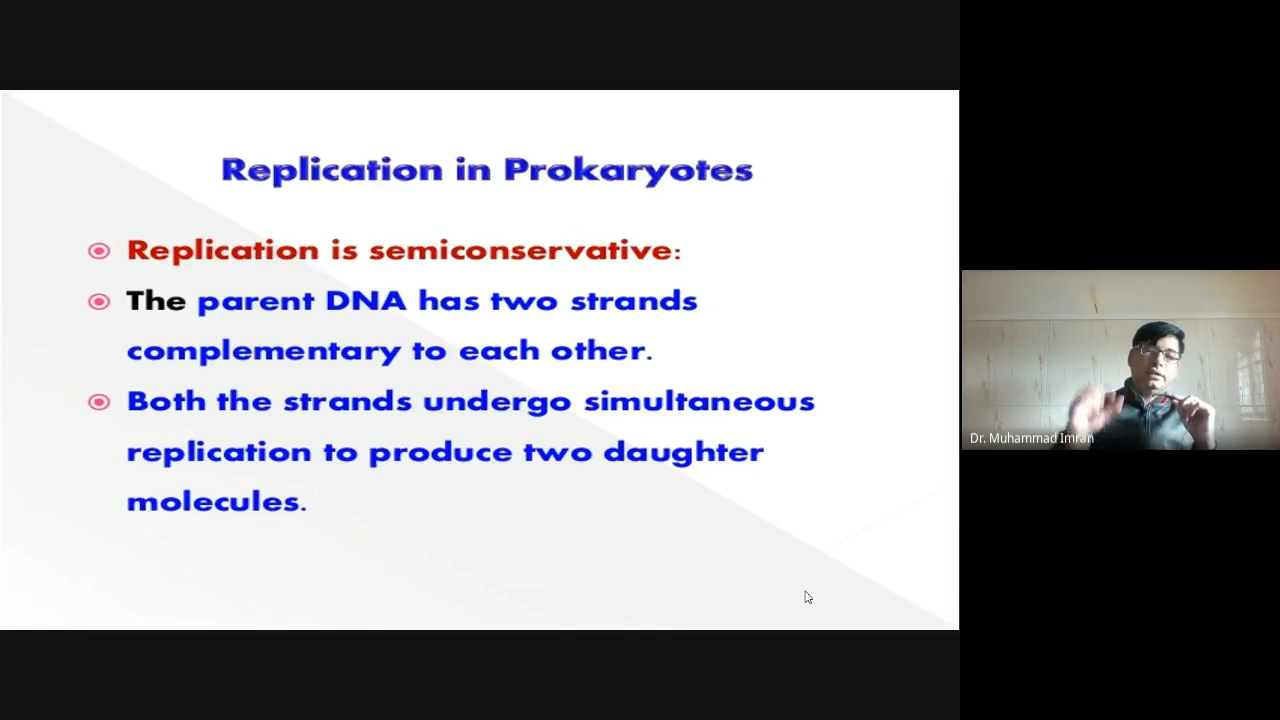 Replication in Prokaryotes
Replication is semiconservative:
The parent DNA has two strands
complementary to each other.
Both the strands undergo simultaneous
replication to produce two daughter
molecules.
Dr. Muhammad Imran